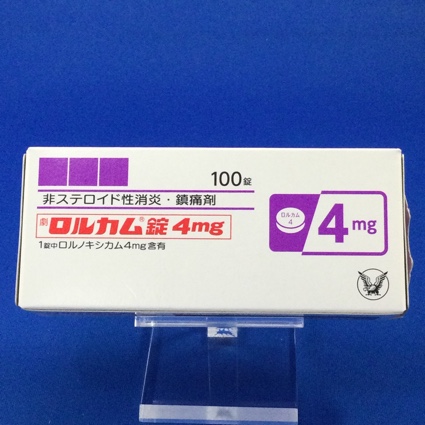 100錠
非ステロイド性消炎・鎮痛剤
劇 ロルカム®錠4mg
1錠中ロルノキシカム4mg含有
ロルカム
4
4mg